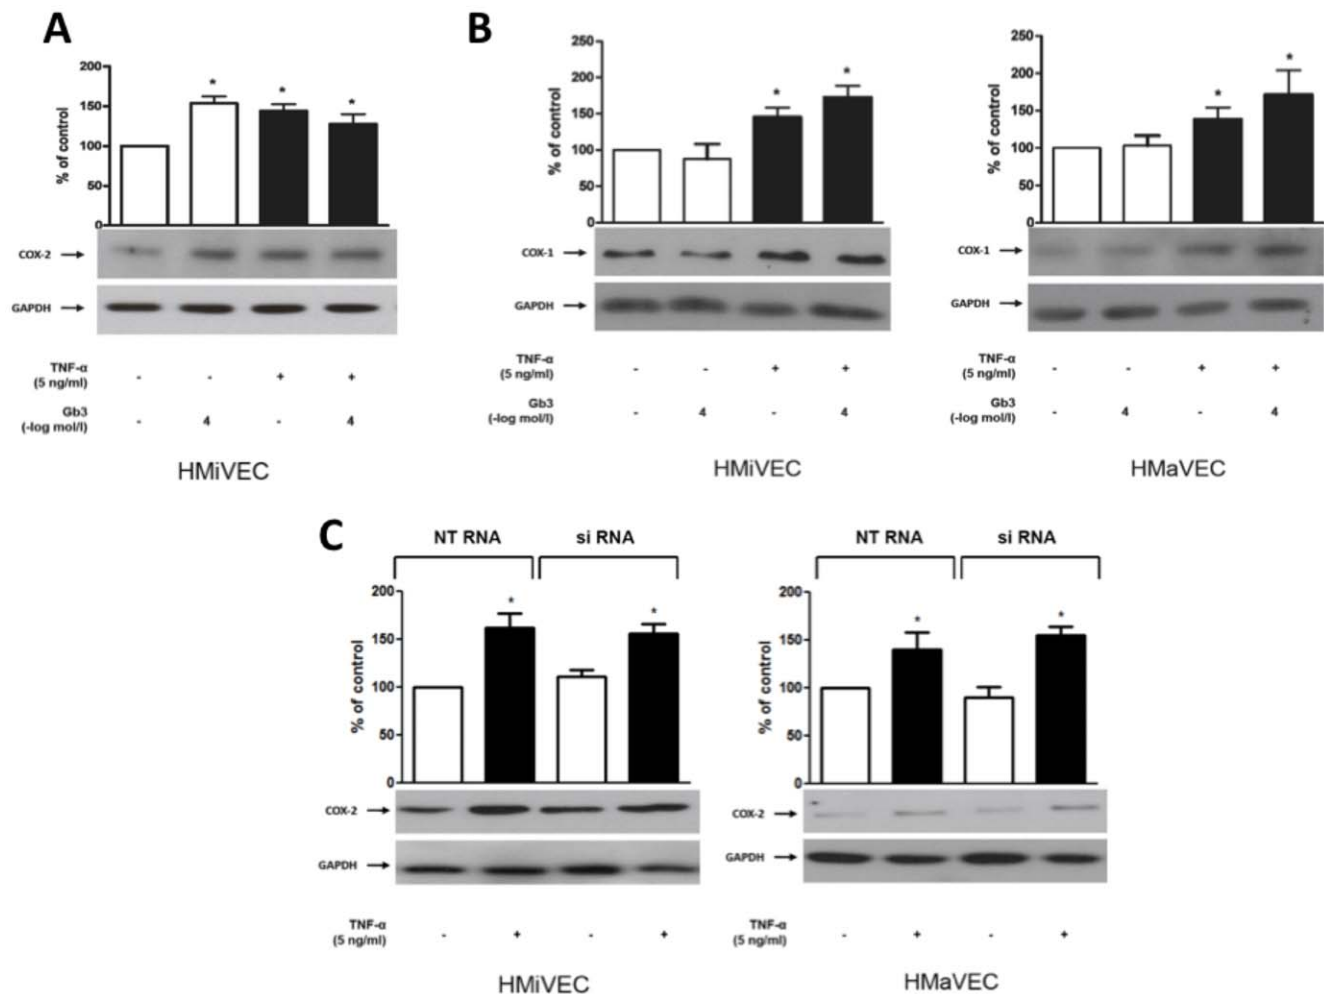 A
B
200
150
100
50
0
% of control
*
*
*
COX-2
GAPDH
TNF-α
(5 ng/ml)
- - + +
Gb3
(-log mol/l)
- 4 - 4
HMiVEC
250
200
150
100
50
0
% of control
*
*
COX-1
GAPDH
TNF-α
(5 ng/ml)
- - + +
Gb3
(-log mol/l)
- 4 - 4
HMiVEC
250
200
150
100
50
0
% of control
*
*
COX-1
GAPDH
TNF-α
(5 ng/ml)
- - + +
Gb3
(-log mol/l)
- 4 - 4
HMaVEC
C
NT RNA si RNA
200
150
100
50
0
% of control
*
*
COX-2
GAPDH
TNF-α
(5 ng/ml)
- + - +
HMiVEC
NT RNA si RNA
200
150
100
50
0
% of control
*
*
COX-2
GAPDH
TNF-α
(5 ng/ml)
- + - +
HMaVEC